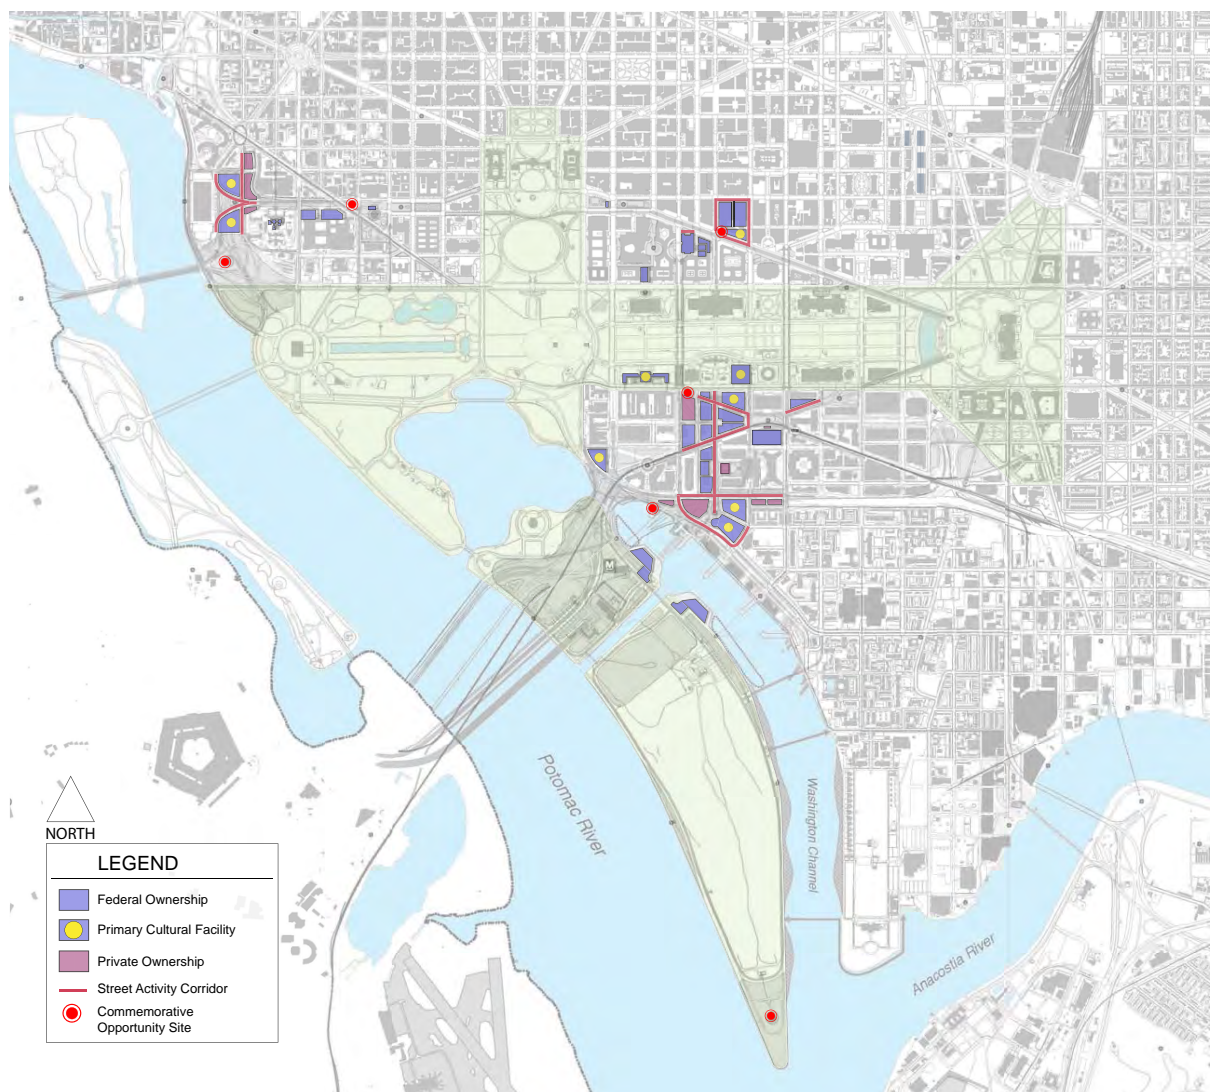 M
Potomac River
Washington Channel
Anacostia River
NORTH
LEGEND
Federal Ownership
Primary Cultural Facility
Private Ownership
Street Activity Corridor
Commemorative
Opportunity Site